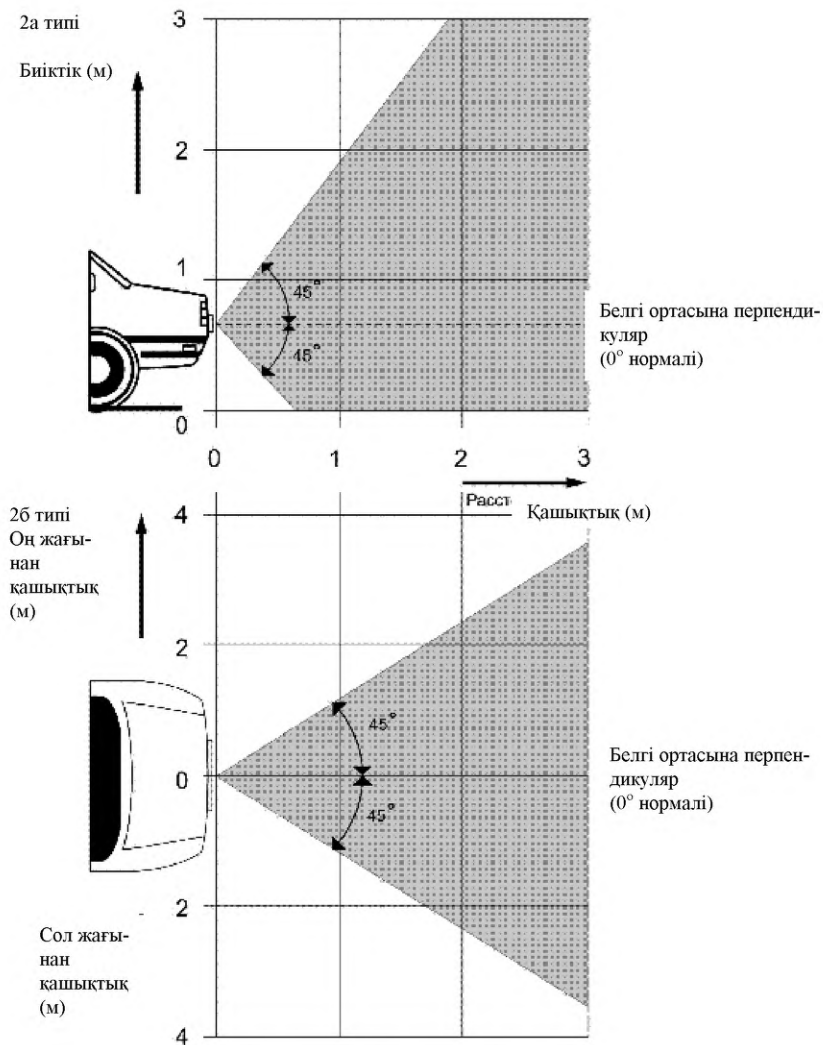 2а типі
Биіктік (м)
3
2
1
0
45°
45°
Белгі ортасына перпенди-
куляр
(0° нормалі)
0 1 2 3
Расст
Қашықтық (м)
2б типі
Оң жағы-
нан
қашықтық
(м)
4
2
0
2
4
45°
45°
Белгі ортасына перпен-
дикуляр
(0° нормалі)
Сол жағы-
нан
қашықтық
(м)